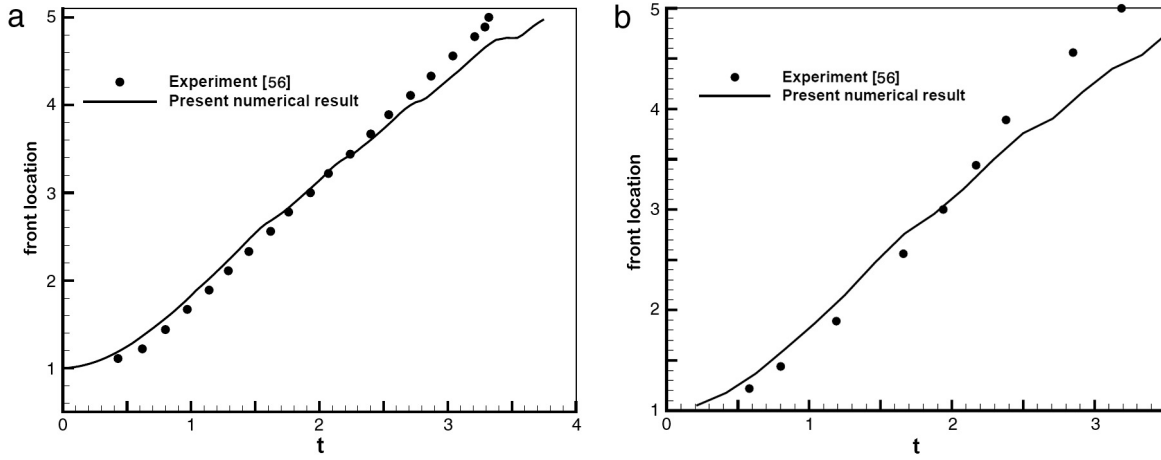 a
5
4
3
2
1
0
1
2
3
4
front location
t
Experiment [56]
Present numerical result
b
5
4
3
2
1
0
1
2
3
front location
t
Experiment [56]
Present numerical result